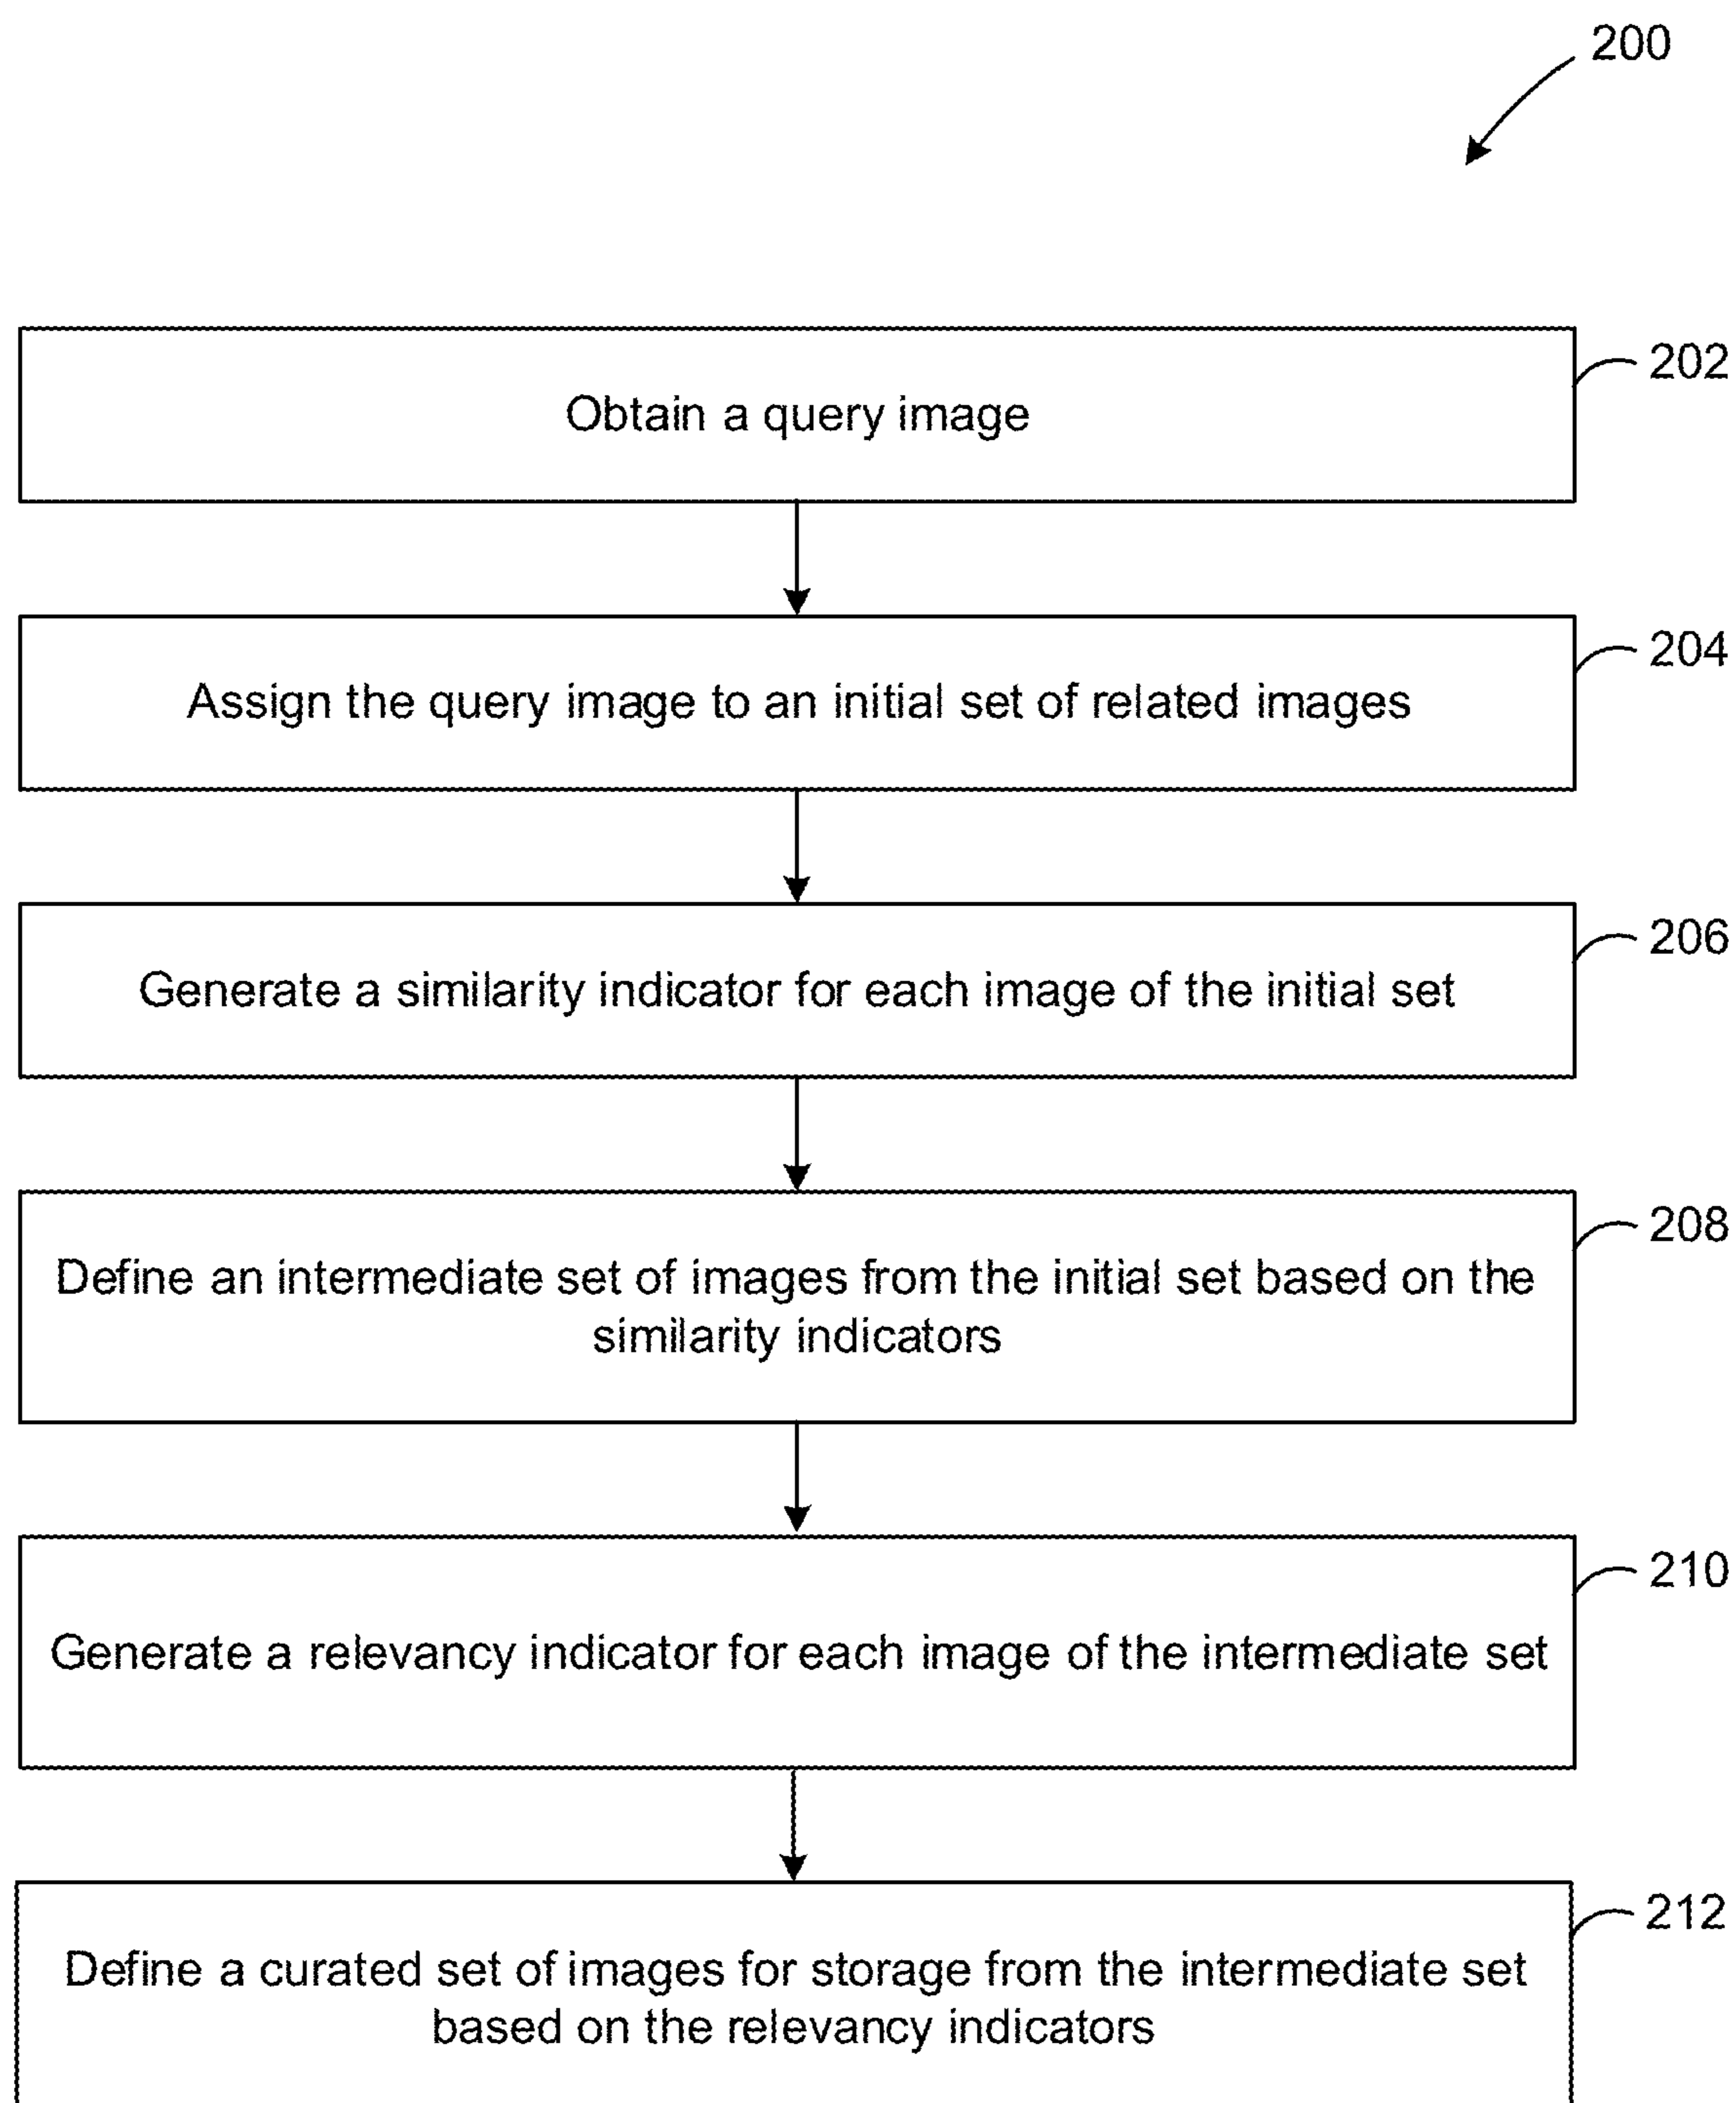 200
202
Obtain a query image
204
Assign the query image to an initial set of related images
206
Generate a similarity indicator for each image of the initial set
208
Define an intermediate set of images from the initial set based on the
similarity indicators
210
Generate a relevancy indicator for each image of the intermediate set
212
Define a curated set of images for storage from the intermediate set
based on the relevancy indicators